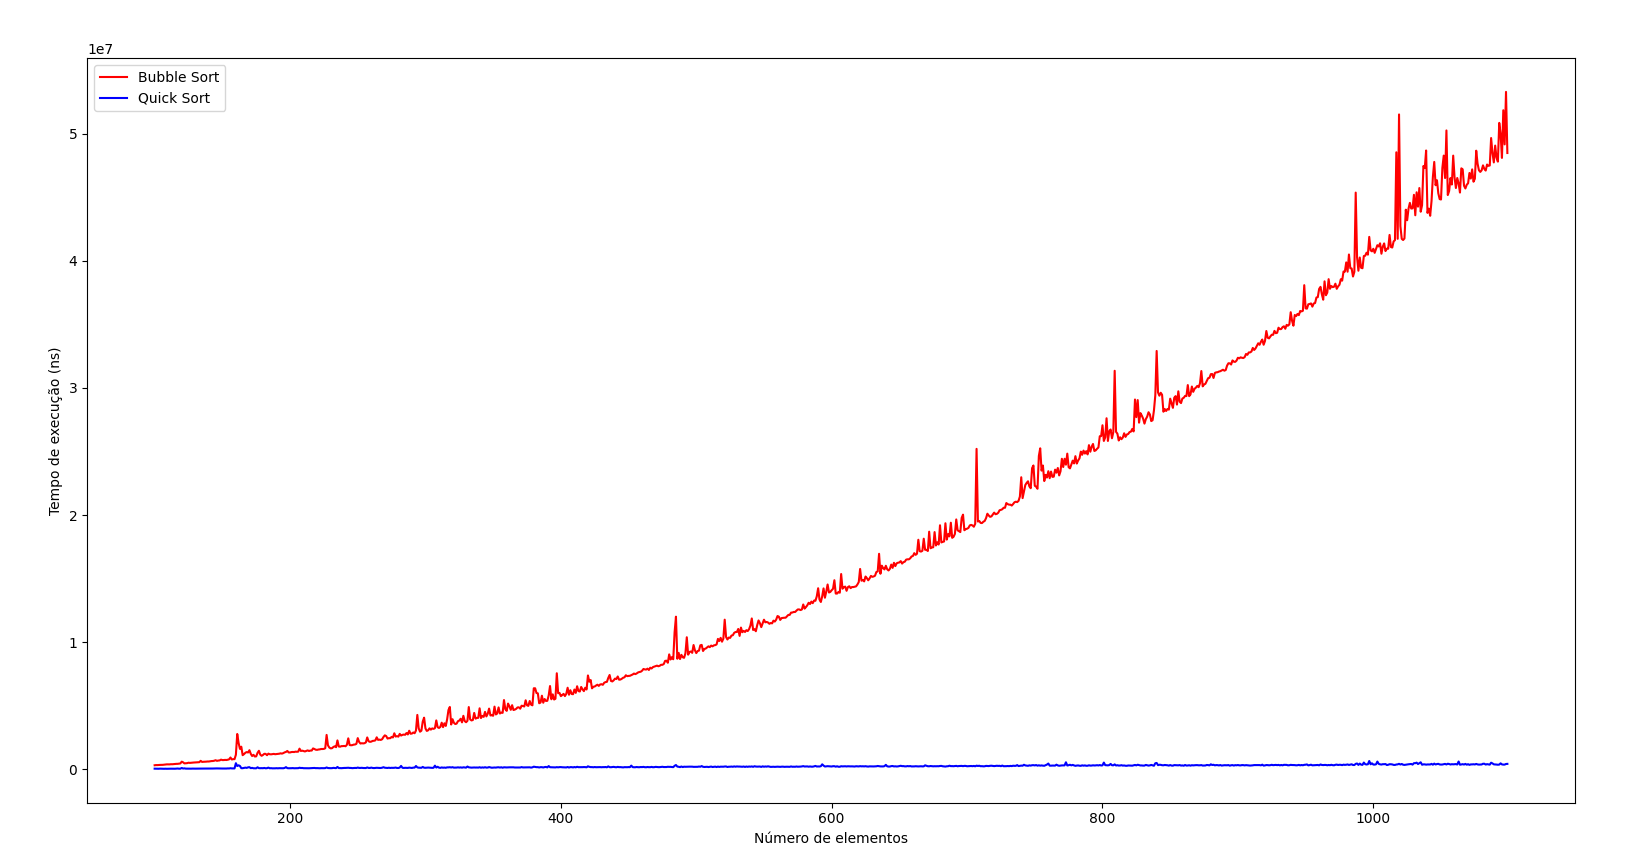 1e7
Bubble Sort
Quick Sort
5
4
3
2
1
0
Tempo de execução (ns)
200
400
600
800
1000
Número de elementos